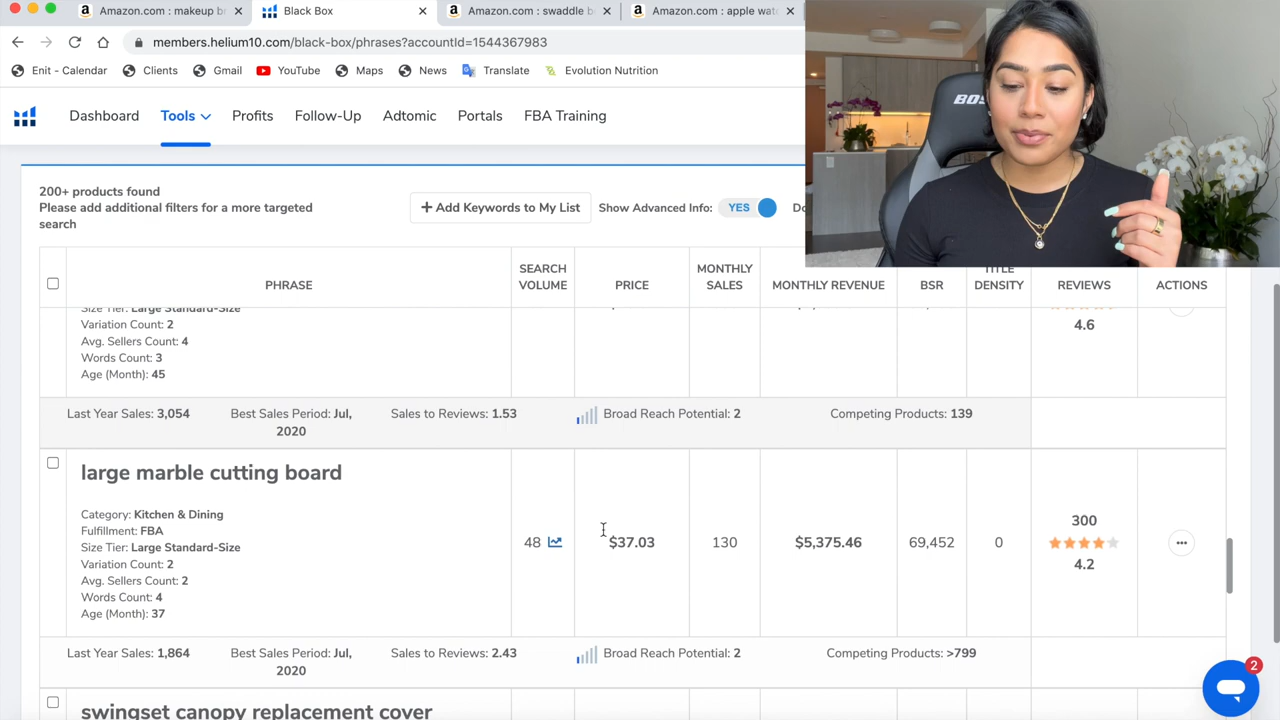 Amazon.com : makeup b
Black Box
Amazon.com : swaddle b
Amazon.com : apple wat
members.helium10.com/black-box/phrases?accountId=1544367983
Enit - Calendar
Clients
Gmail
YouTube
Maps
News
Translate
Evolution Nutrition
BOS
Dashboard
Tools
Profits
Follow-Up
Adtomic
Portals
FBA Training
200+ products found
Please add additional filters for a more targeted
search
+ Add Keywords to My List
Show Advanced Info:
YES
Do
PHRASE
SEARCH
VOLUME
PRICE
MONTHLY
SALES
MONTHLY REVENUE
BSR
TITLE
DENSITY
REVIEWS
ACTIONS
Size Tier: Large Standard-Size
Variation Count: 2
Avg. Sellers Count: 4
Words Count: 3
Age (Month): 45
4.6
Last Year Sales: 3,054
Best Sales Period: Jul,
2020
Sales to Reviews: 1.53
Broad Reach Potential: 2
Competing Products: 139
large marble cutting board
Category: Kitchen & Dining
Fulfillment: FBA
Size Tier: Large Standard-Size
Variation Count: 2
Avg. Sellers Count: 2
Words Count: 4
Age (Month): 37
48
$37.03
130
$5,375.46
69,452
0
300
4.2
Last Year Sales: 1,864
Best Sales Period: Jul,
2020
Sales to Reviews: 2.43
Broad Reach Potential: 2
Competing Products: >799
swingset canopy replacement cover
2